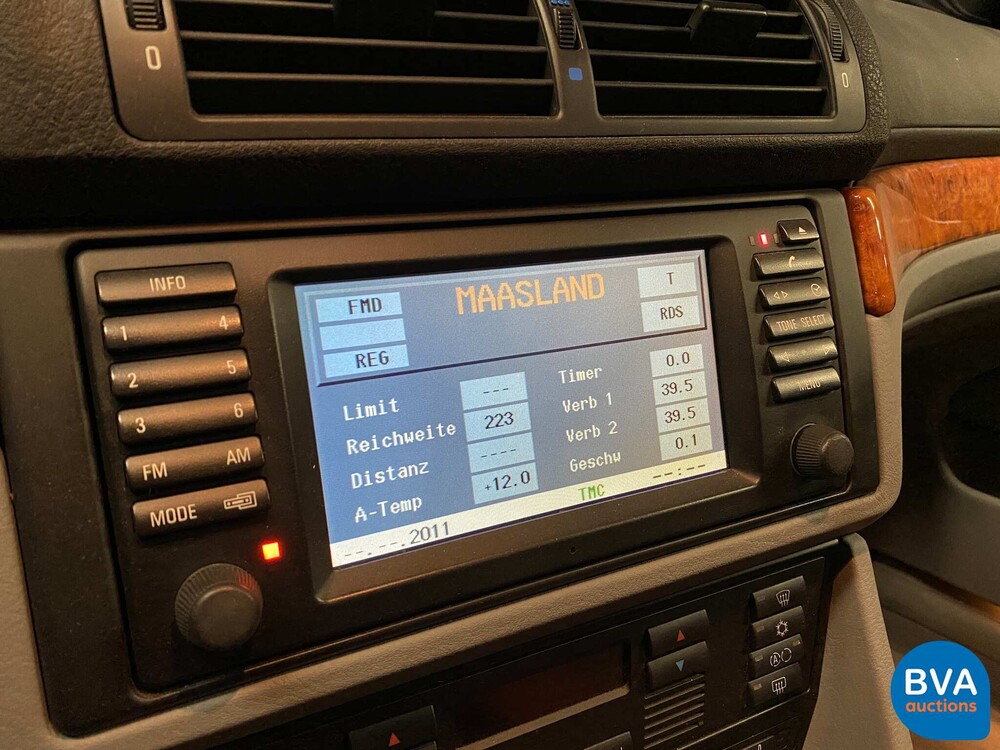 0
0
INFO
1 4
2 5
3 6
FM AM
MODE
FMD
MAASLAND
T
RDS
REG
Limit ---
Reichweite 223
Distanz ----
A-Temp +12.0
Timer 0.0
Verb 1 39.5
Verb 2 39.5
Geschw 0.1
--.--.2011 TMC --:--
TONE SELECT
MENU
A
BVA
auctions